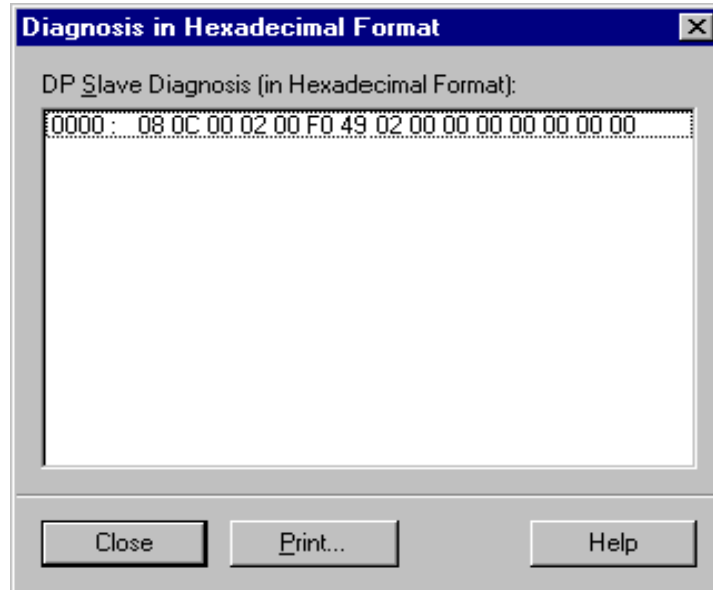 Diagnosis in Hexadecimal Format
DP Slave Diagnosis (in Hexadecimal Format):
0000 : 08 0C 00 02 00 F0 49 02 00 00 00 00 00 00 00
Close
Print...
Help